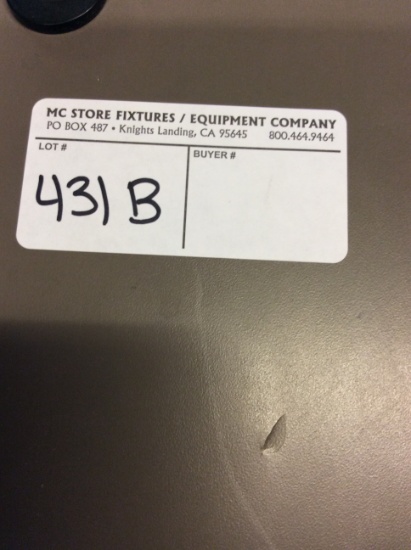 MC STORE FIXTURES / EQUIPMENT COMPANY
PO BOX 487 • Knights Landing, CA 95645 800.464.9464
LOT # BUYER #
431 B